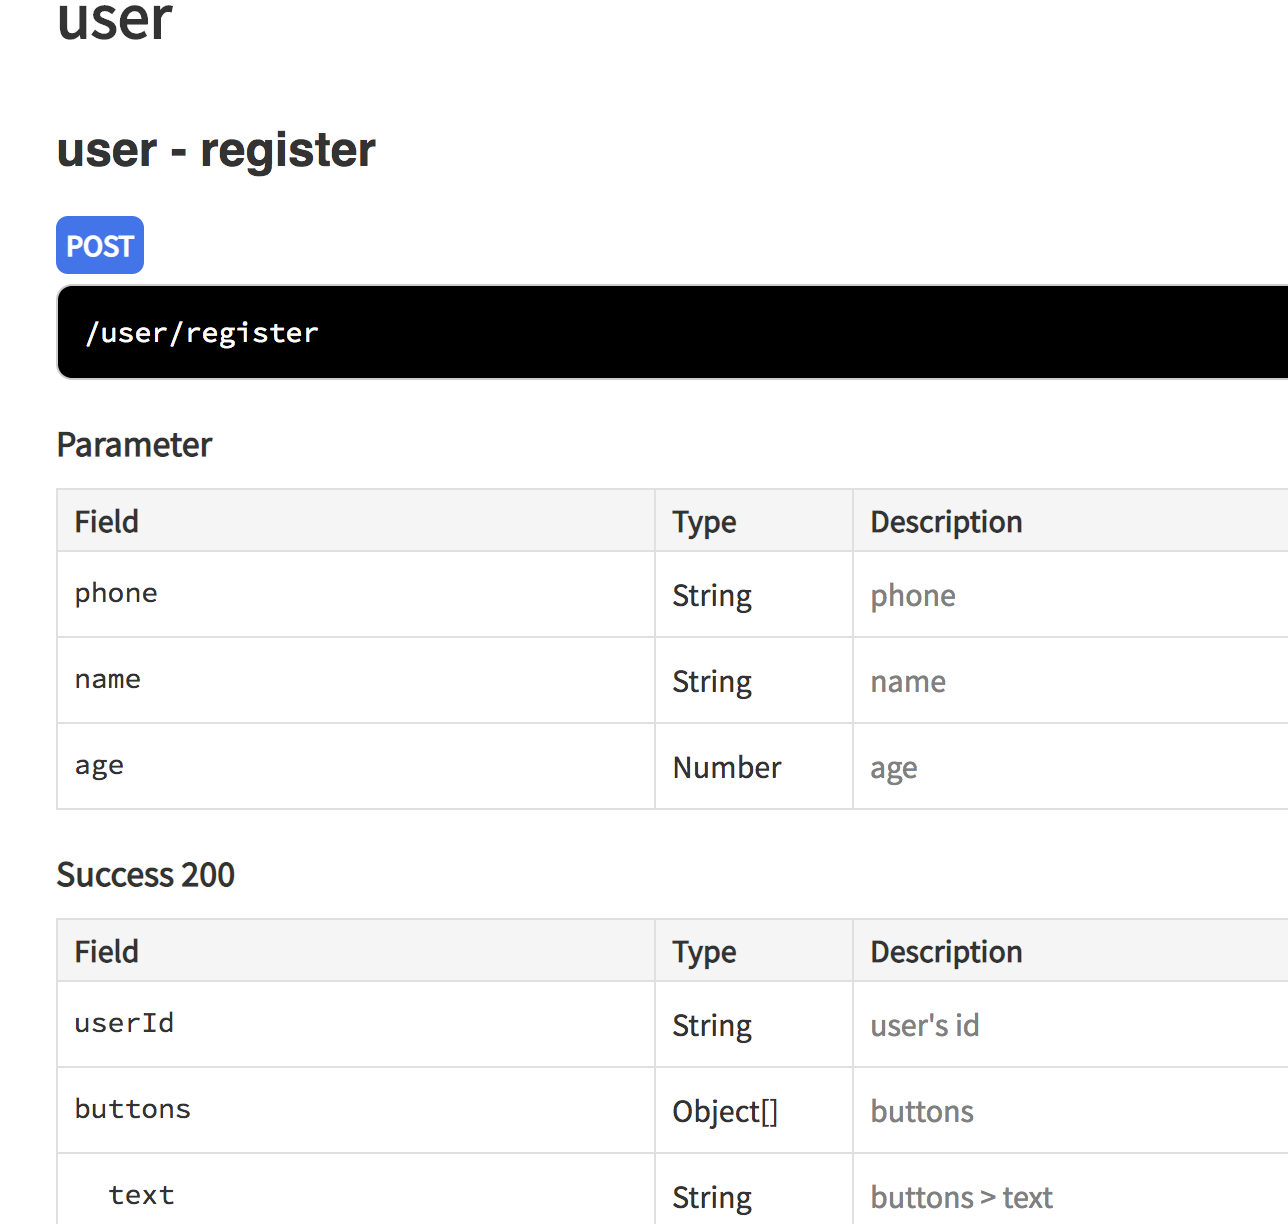 user
user - register
POST
/user/register
Parameter
Field Type Description
phone String phone
name String name
age Number age
Success 200
Field Type Description
userId String user's id
buttons Object[] buttons
text String buttons > text